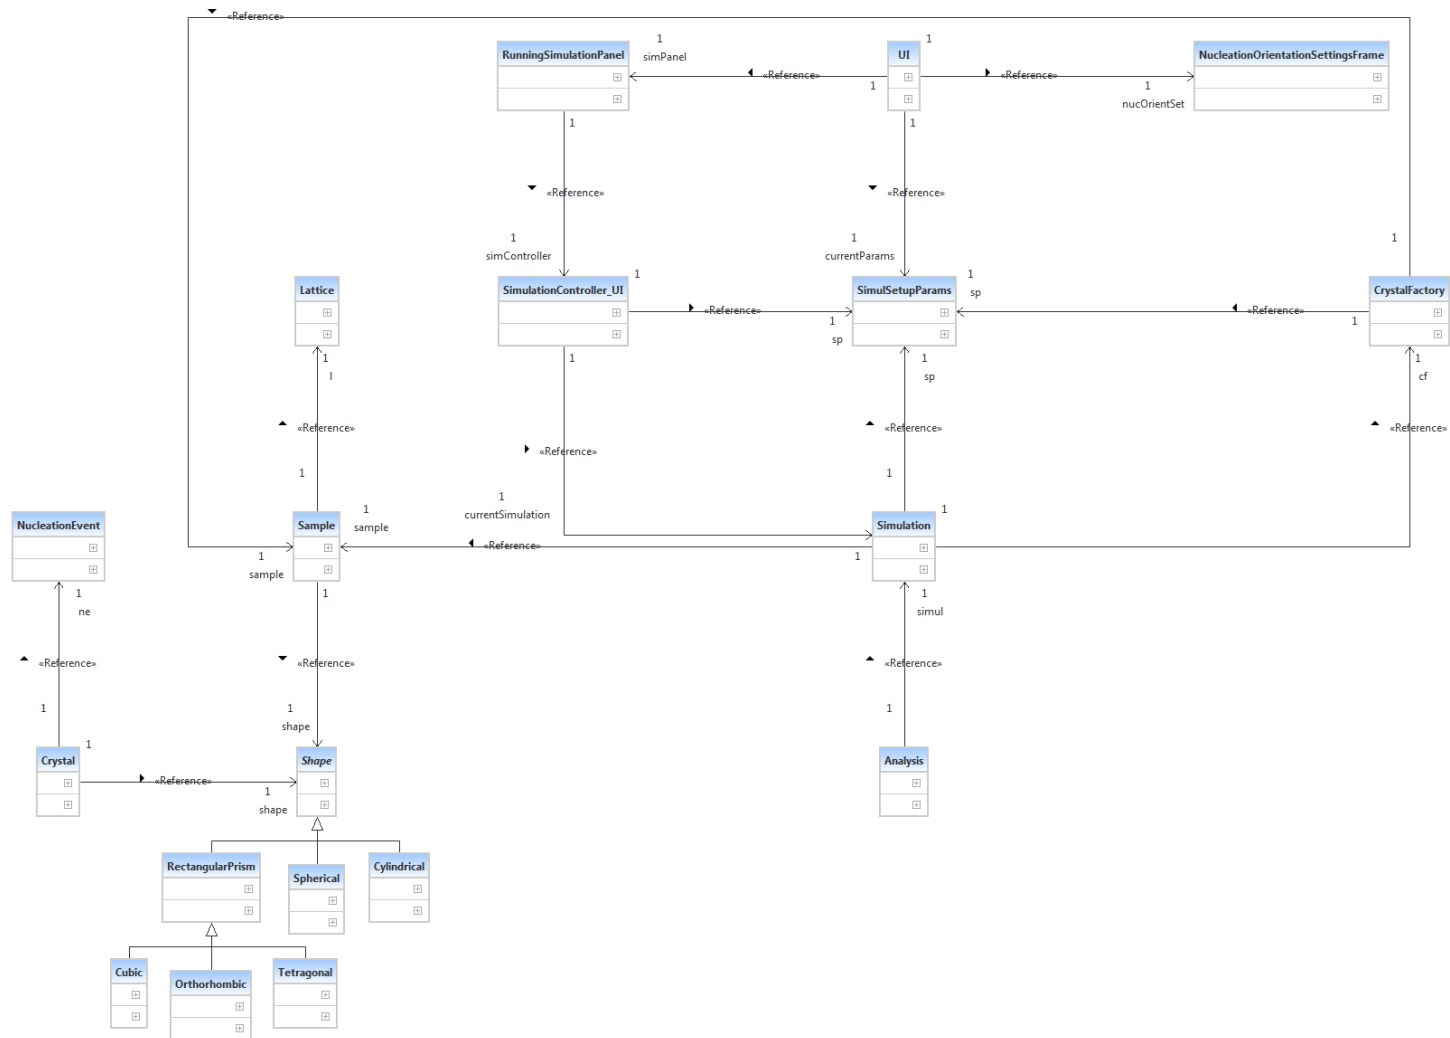 «Reference»
1
1
RunningSimulationPanel
simPanel
UI
NucleationOrientationSettingsFrame
«Reference»
«Reference»
1
1
nucOrientSet
1
1
«Reference»
«Reference»
1
1
1
simController
currentParams
1
1
sp
Lattice
SimulationController_UI
SimulSetupParams
CrystalFactory
«Reference»
«Reference»
1
1
sp
1
1
1
1
l
sp
cf
«Reference»
«Reference»
«Reference»
«Reference»
1
1
1
currentSimulation
1
sample
1
NucleationEvent
Sample
Simulation
«Reference»
1
1
sample
1
1
1
ne
simul
«Reference»
«Reference»
«Reference»
1
1
1
shape
1
Crystal
Shape
Analysis
«Reference»
1
shape
RectangularPrism
Spherical
Cylindrical
Cubic
Orthorhombic
Tetragonal